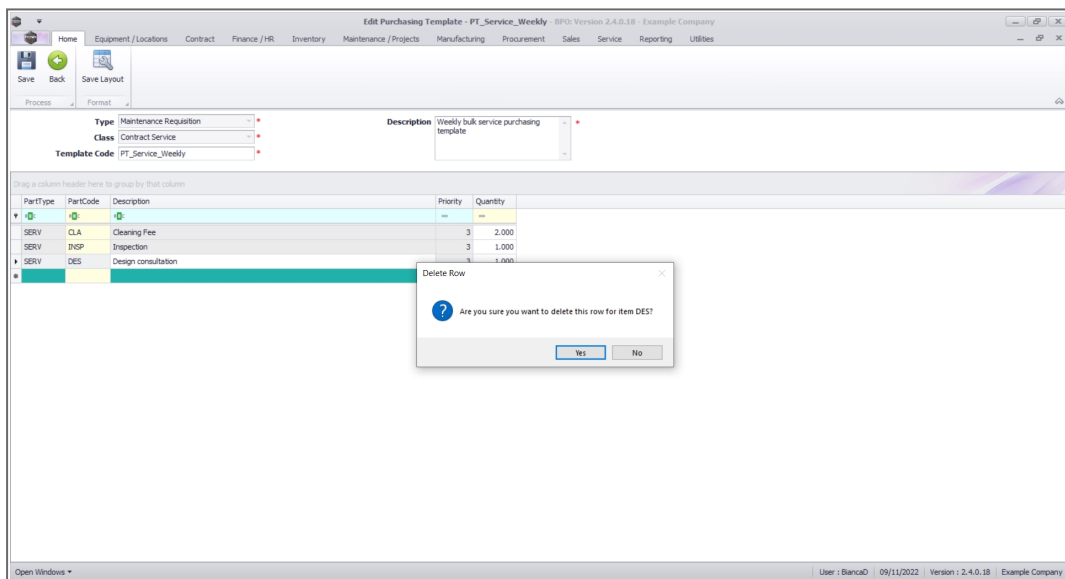 Edit Purchasing Template - PT_Service_Weekly - BPO: Version 2.4.0.18 - Example Company
Home Equipment / Locations Contract Finance / HR Inventory Maintenance / Projects Manufacturing Procurement Sales Service Reporting Utilities
Save Back Save Layout
Process Format
Type Maintenance Requisition *
Class Contract Service *
Template Code PT_Service_Weekly *
Description Weekly bulk service purchasing *
template
Drag a column header here to group by that column
PartType PartCode Description Priority Quantity
= =
SERV CLA Cleaning Fee 3 2.000
SERV INSP Inspection 3 1.000
SERV DES Design consultation 3 1.000
Delete Row
Are you sure you want to delete this row for item DES?
Yes No
Open Windows User : BiancaD 09/11/2022 Version : 2.4.0.18 Example Company